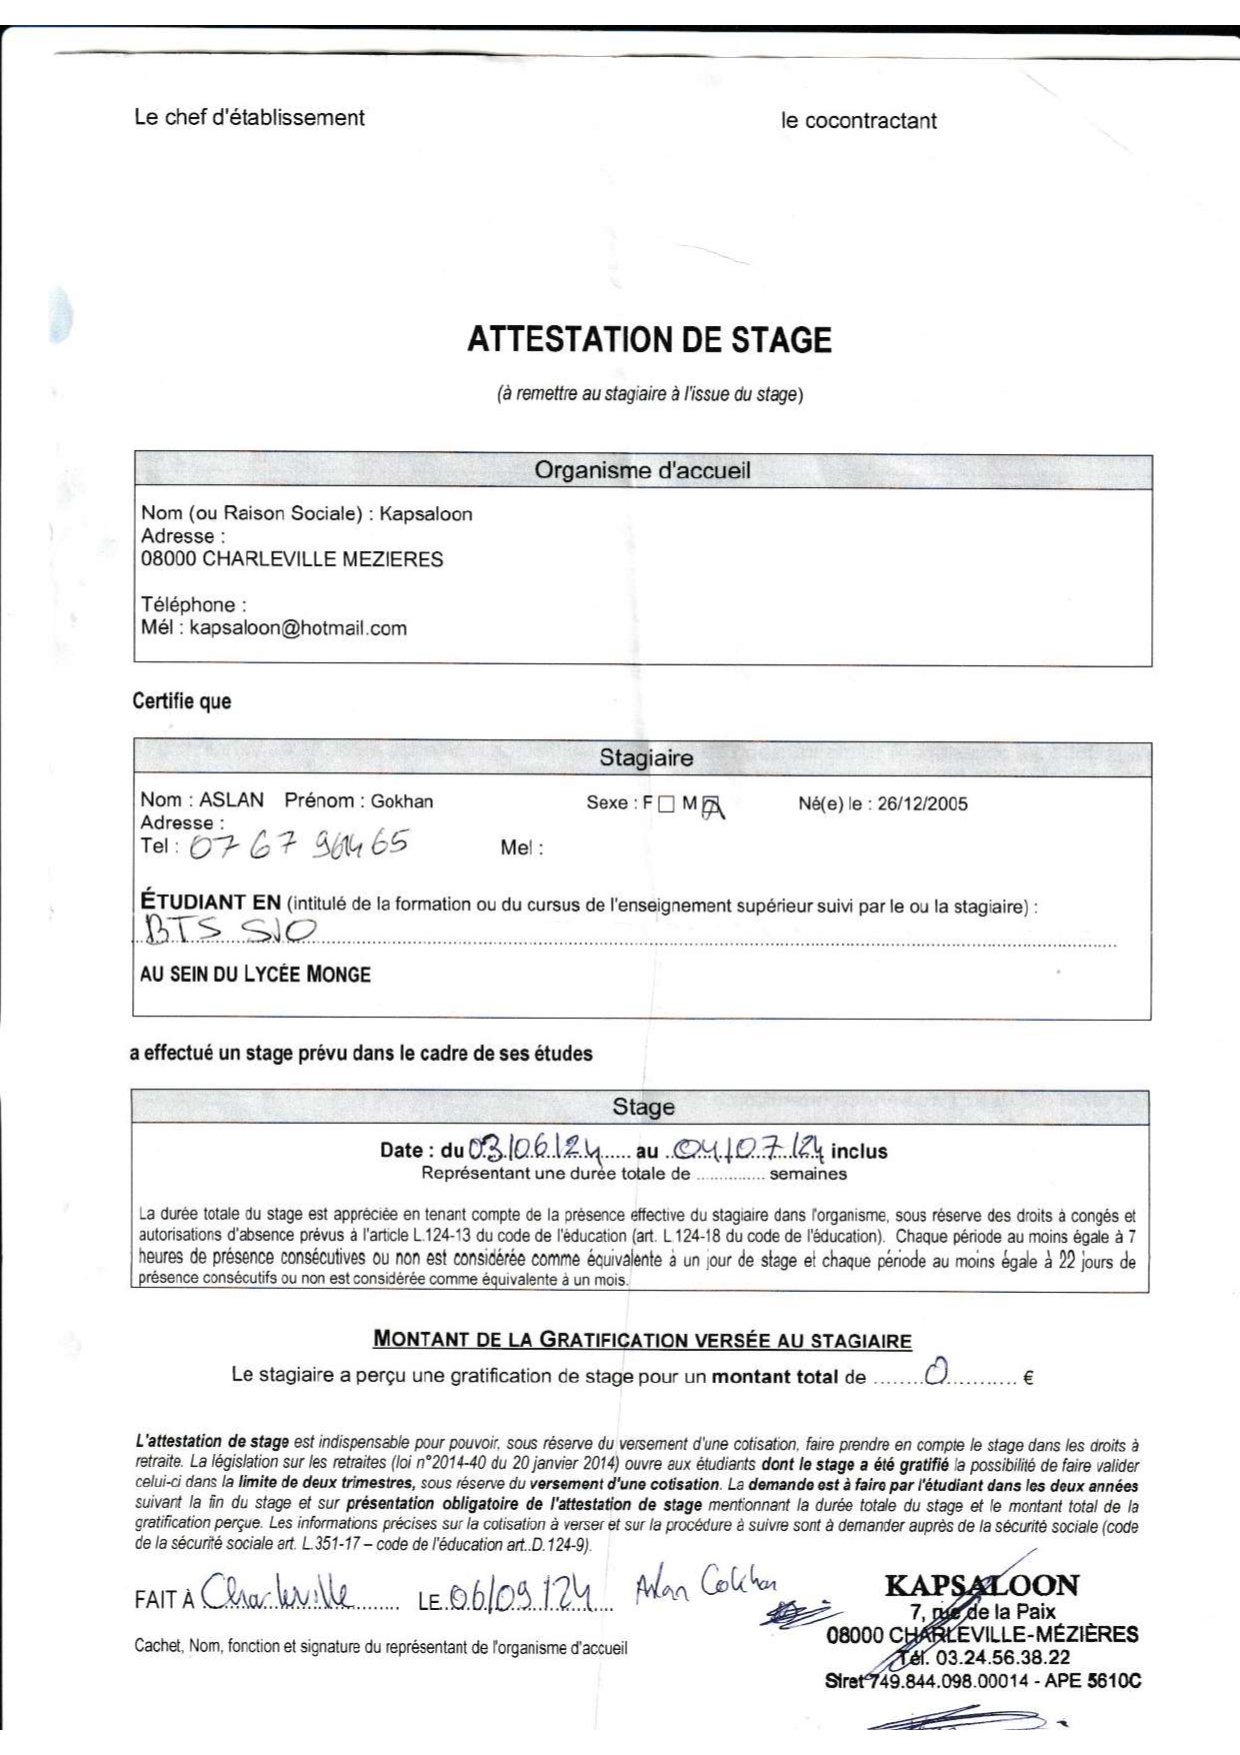 Le chef d'établissement
le cocontractant
ATTESTATION DE STAGE
(à remettre au stagiaire à l'issue du stage)
Organisme d'accueil
Nom (ou Raison Sociale) : Kapsaloon
Adresse :
08000 CHARLEVILLE MEZIERES
Téléphone :
Mél : kapsaloon@hotmail.com
Certifie que
Stagiaire
Nom : ASLAN Prénom : Gokhan Sexe : F ☐ M ☒ Né(e) le : 26/12/2005
Adresse :
Tel : 07 67 Mel :
ÉTUDIANT EN (intitulé de la formation ou du cursus de l'enseignement supérieur suivi par le ou la stagiaire) :
BTS SIO
AU SEIN DU LYCÉE MONGE
a effectué un stage prévu dans le cadre de ses études
Stage
Date : du 03/06/24 au 04/07/24 inclus
Représentant une durée totale de ............... semaines
La durée totale du stage est appréciée en tenant compte de la présence effective du stagiaire dans l'organisme, sous réserve des droits à congés et
autorisations d'absence prévus à l'article L.124-13 du code de l'éducation (art. L.124-18 du code de l'éducation). Chaque période au moins égale à 7
heures de présence consécutives ou non est considérée comme équivalente à un jour de stage et chaque période au moins égale à 22 jours de
présence consécutifs ou non est considérée comme équivalente à un mois.
MONTANT DE LA GRATIFICATION VERSÉE AU STAGIAIRE
Le stagiaire a perçu une gratification de stage pour un montant total de ........0............ €
L'attestation de stage est indispensable pour pouvoir, sous réserve du versement d'une cotisation, faire prendre en compte le stage dans les droits à
retraite. La législation sur les retraites (loi n°2014-40 du 20 janvier 2014) ouvre aux étudiants dont le stage a été gratifié la possibilité de faire valider
celui-ci dans la limite de deux trimestres, sous réserve du versement d'une cotisation. La demande est à faire par l'étudiant dans les deux années
suivant la fin du stage et sur présentation obligatoire de l'attestation de stage mentionnant la durée totale du stage et le montant total de la
gratification perçue. Les informations précises sur la cotisation à verser et sur la procédure à suivre sont à demander auprès de la sécurité sociale (code
de la sécurité sociale art. L.351-17 – code de l'éducation art..D.124-9).
FAIT À Charleville LE 06/09/24
KAPSALOON
7, rue de la Paix
08000 CHARLEVILLE-MÉZIÈRES
Tél. 03.24.56.38.22
Siret 749.844.098.00014 - APE 5610C
Cachet, Nom, fonction et signature du représentant de l'organisme d'accueil